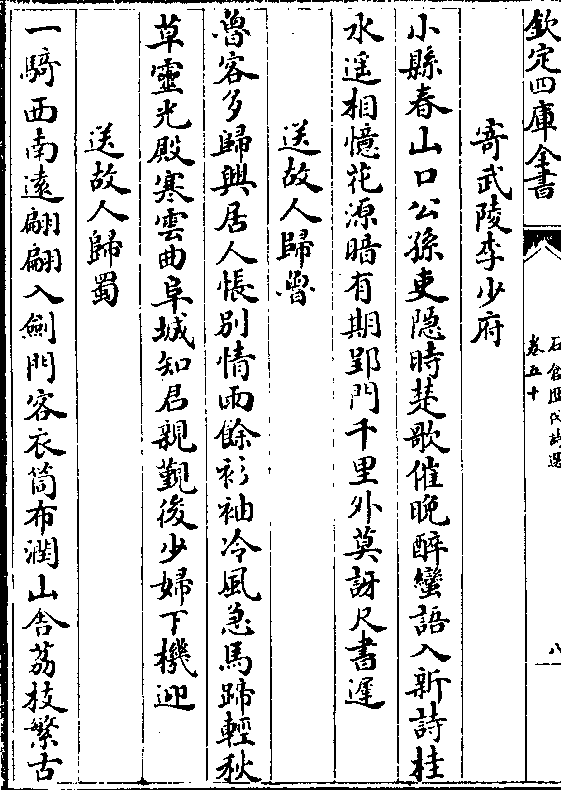 欽定四庫全書
石倉歷代詩選
卷五十
八
寄武陵李少府
小縣春山口公孫吏隠時楚歌催晚醉蠻語入新詩桂
水遥相憶花源暗有期郢門千里外莫訝尺書遲
送故人歸魯
魯客多歸興居人悵别情雨餘衫袖冷風急馬蹄輕秋
草靈光殿寒雲曲阜城知君親覲後少婦下機迎
送故人歸蜀
一騎西南遠翩翩入劍門客衣筒布潤山舍荔枝繁古